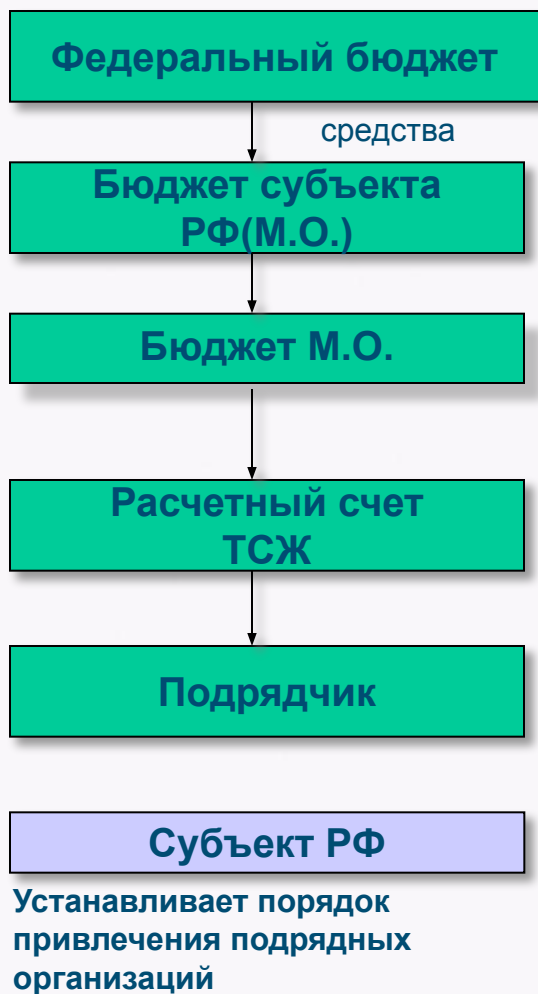 Федеральный бюджет
средства
Бюджет субъекта
РФ(М.О.)
Бюджет М.О.
Расчетный счет
ТСЖ
Подрядчик
Субъект РФ
Устанавливает порядок
привлечения подрядных
организаций